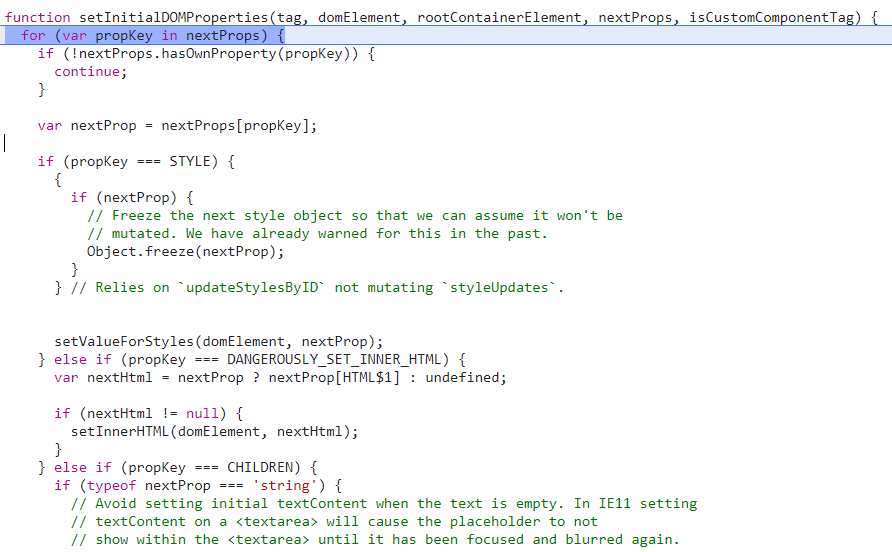 function setInitialDOMProperties(tag, domElement, rootContainerElement, nextProps, isCustomComponentTag) {
  for (var propKey in nextProps) {
    if (!nextProps.hasOwnProperty(propKey)) {
      continue;
    }

    var nextProp = nextProps[propKey];

    if (propKey === STYLE) {
      {
        if (nextProp) {
          // Freeze the next style object so that we can assume it won't be
          // mutated. We have already warned for this in the past.
          Object.freeze(nextProp);
        }
      } // Relies on `updateStylesByID` not mutating `styleUpdates`.


      setValueForStyles(domElement, nextProp);
    } else if (propKey === DANGEROUSLY_SET_INNER_HTML) {
      var nextHtml = nextProp ? nextProp[HTML$1] : undefined;

      if (nextHtml != null) {
        setInnerHTML(domElement, nextHtml);
      }
    } else if (propKey === CHILDREN) {
      if (typeof nextProp === 'string') {
        // Avoid setting initial textContent when the text is empty. In IE11 setting
        // textContent on a <textarea> will cause the placeholder to not
        // show within the <textarea> until it has been focused and blurred again.